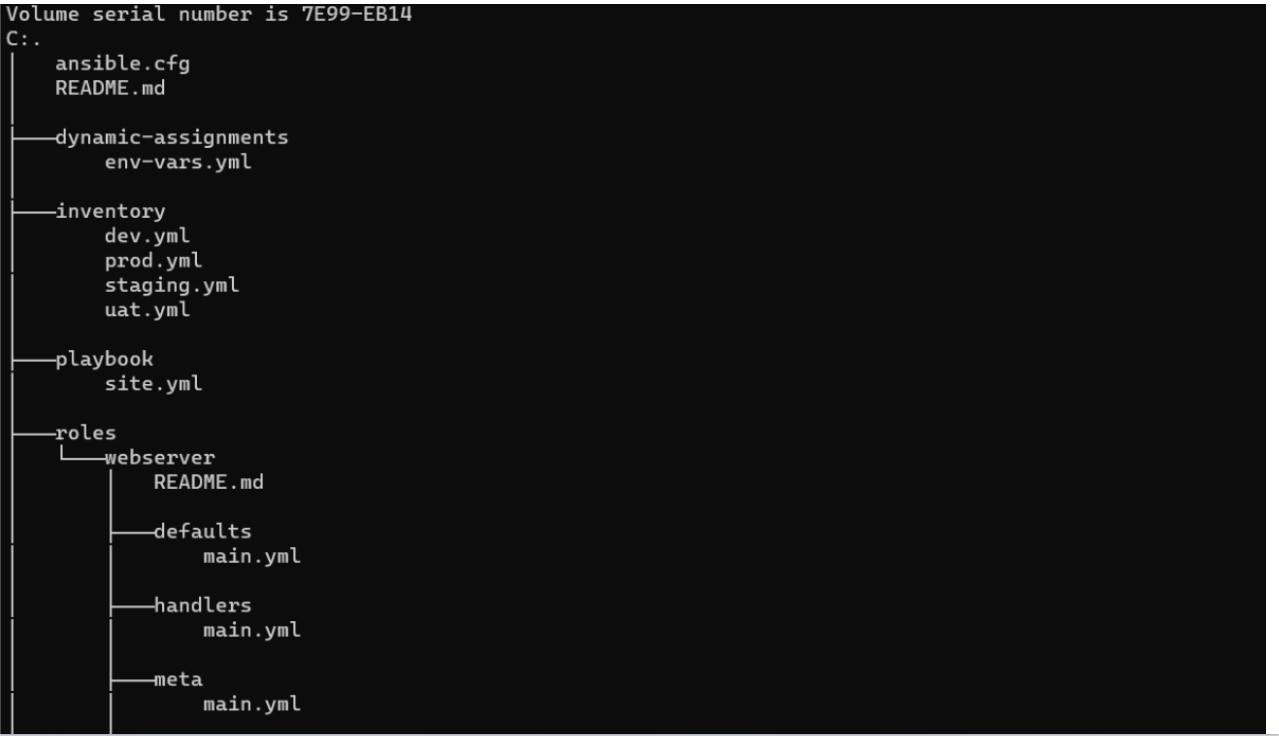 Volume serial number is 7E99-EB14
C:.
│   ansible.cfg
│   README.md
│
├───dynamic-assignments
│       env-vars.yml
│
├───inventory
│       dev.yml
│       prod.yml
│       staging.yml
│       uat.yml
│
├───playbook
│       site.yml
│
├───roles
│   └───webserver
│       │   README.md
│       │
│       ├───defaults
│       │       main.yml
│       │
│       ├───handlers
│       │       main.yml
│       │
│       ├───meta
│       │       main.yml
│       │